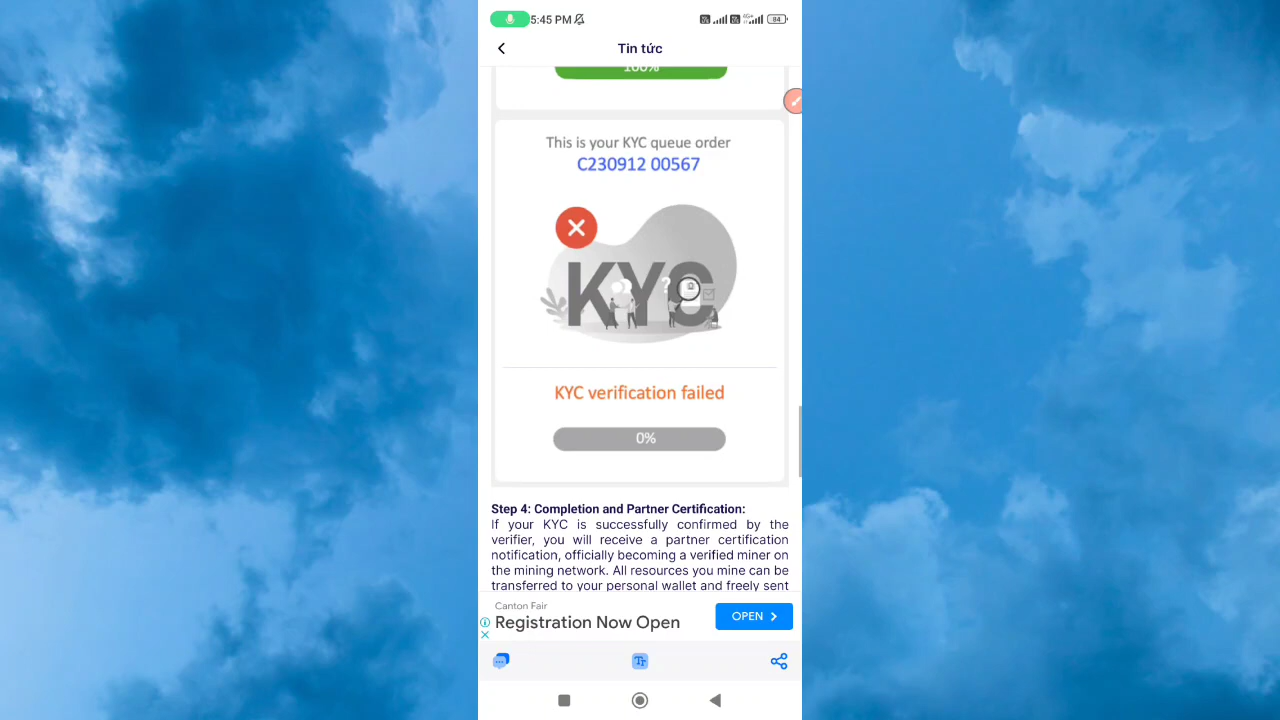 5:45 PM
4G+
84
Tin tức
100%
This is your KYC queue order
C230912 00567
KYC
KYC verification failed
0%
Step 4: Completion and Partner Certification:
If your KYC is successfully confirmed by the
verifier, you will receive a partner certification
notification, officially becoming a verified miner on
the mining network. All resources you mine can be
transferred to your personal wallet and freely sent
Canton Fair
Registration Now Open
OPEN
Tт